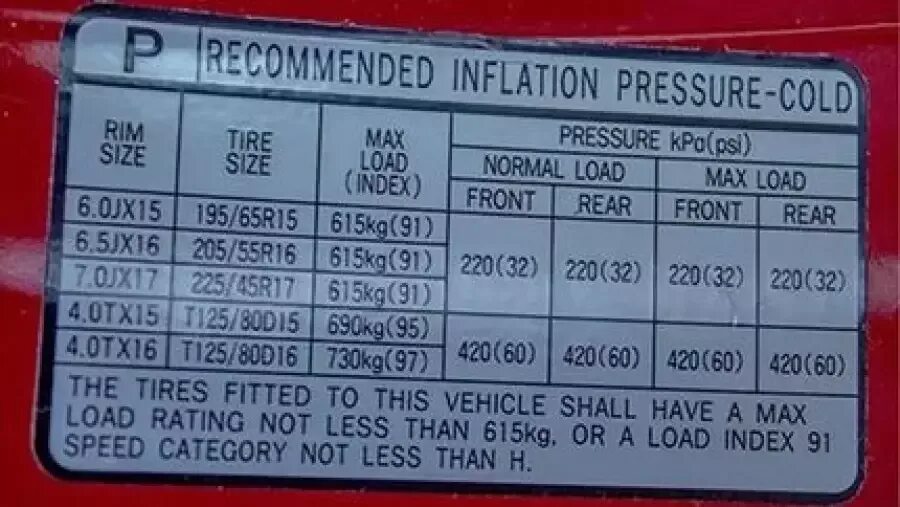 P RECOMMENDED INFLATION PRESSURE-COLD
RIM SIZE TIRE SIZE MAX LOAD (INDEX) PRESSURE kPa(psi)
NORMAL LOAD MAX LOAD
FRONT REAR FRONT REAR
6.0JX15 195/65R15 615kg(91)
6.5JX16 205/55R16 615kg(91) 220(32) 220(32) 220(32) 220(32)
7.0JX17 225/45R17 615kg(91)
4.0TX15 T125/80D15 690kg(95)
4.0TX16 T125/80D16 730kg(97) 420(60) 420(60) 420(60) 420(60)
THE TIRES FITTED TO THIS VEHICLE SHALL HAVE A MAX
LOAD RATING NOT LESS THAN 615kg, OR A LOAD INDEX 91
SPEED CATEGORY NOT LESS THAN H.